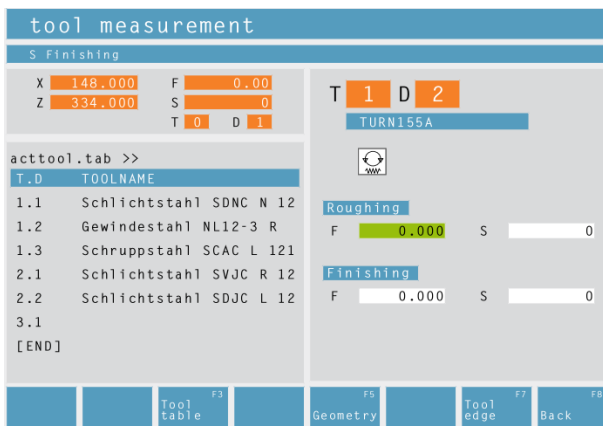 tool measurement
S Finishing
X 148.000 F 0.00
Z 334.000 S 0
T 0 D 1
acttool.tab >>
T.D TOOLNAME
1.1 Schlichtstahl SDNC N 12
1.2 Gewindestahl NL12-3 R
1.3 Schruppstahl SCAC L 121
2.1 Schlichtstahl SVJC R 12
2.2 Schlichtstahl SDJC L 12
3.1
[END]
T 1 D 2
TURN155A
Roughing
F 0.000 S 0
Finishing
F 0.000 S 0
F3
Tool
table
F5
Geometry
F7
Tool
edge
F8
Back